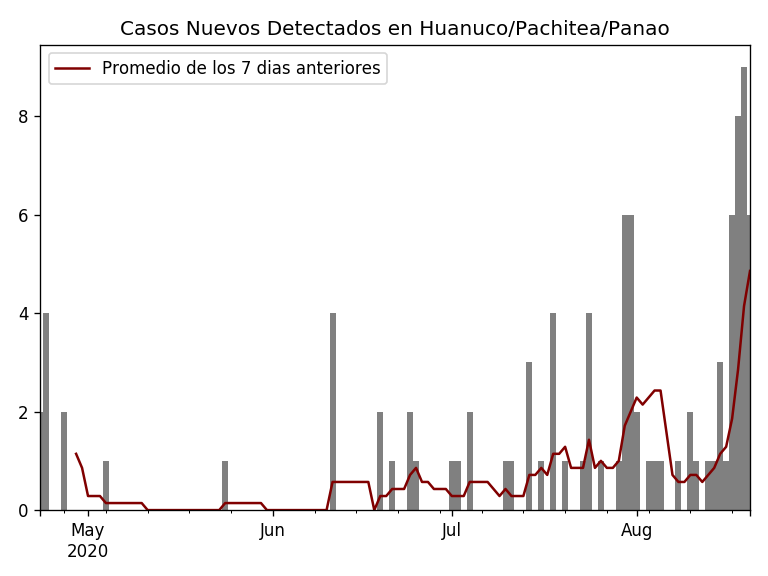 Casos Nuevos Detectados en Huanuco/Pachitea/Panao
Promedio de los 7 dias anteriores
8
6
4
2
0
May
2020
Jun
Jul
Aug